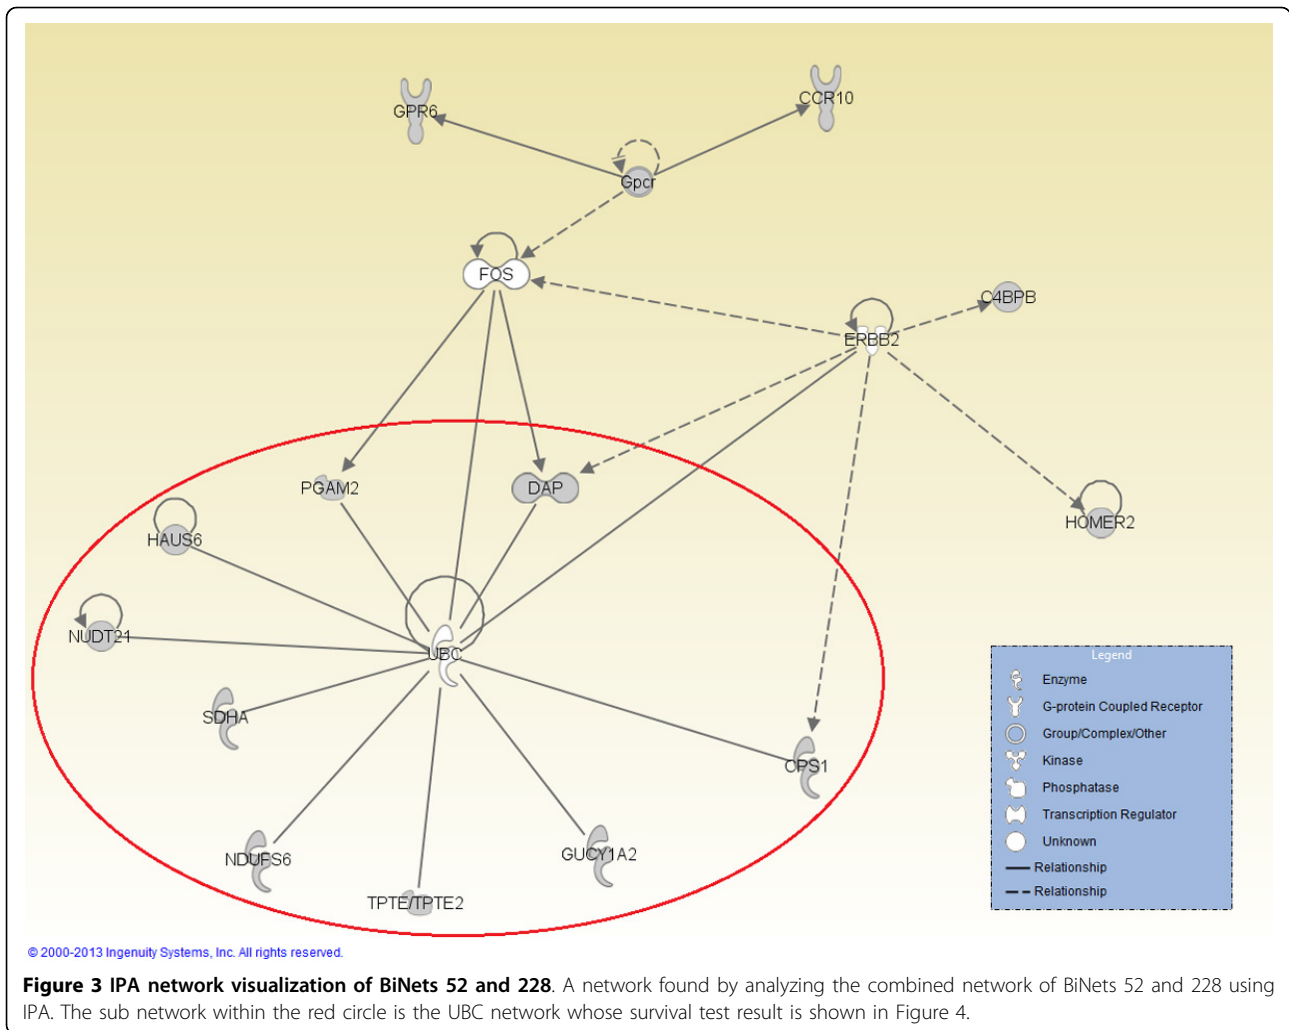 GPR6
CCR10
Gpcr
FOS
C4BPB
ERBB2
PGAM2
DAP
HOMER2
HAUS6
NUDT21
UBC
SDHA
CPS1
NDUFS6
GUCY1A2
TPTE/TPTE2
Legend
Enzyme
G-protein Coupled Receptor
Group/Complex/Other
Kinase
Phosphatase
Transcription Regulator
Unknown
Relationship
Relationship
© 2000-2013 Ingenuity Systems, Inc. All rights reserved.
Figure 3 IPA network visualization of BiNets 52 and 228. A network found by analyzing the combined network of BiNets 52 and 228 using
IPA. The sub network within the red circle is the UBC network whose survival test result is shown in Figure 4.